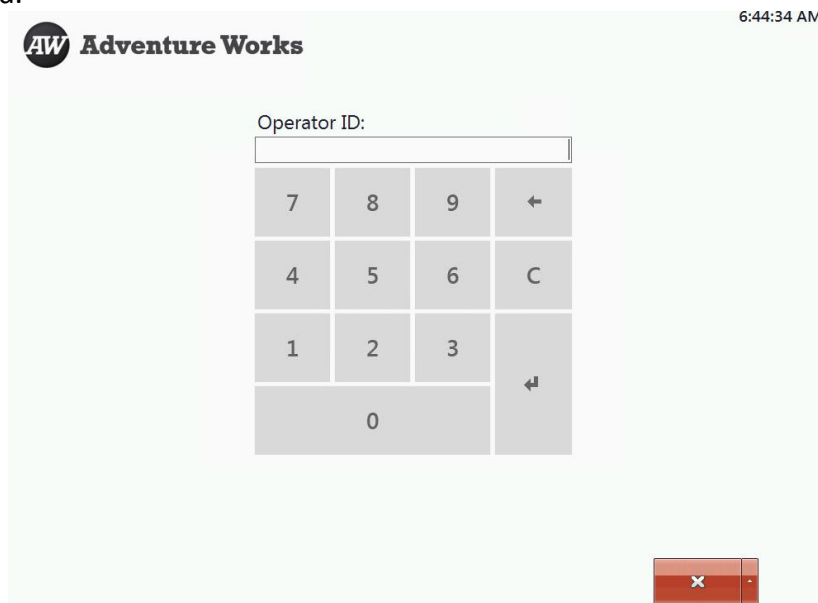 6:44:34 AM
AW Adventure Works
Operator ID:
7 8 9 ←
4 5 6 C
1 2 3
↵
0